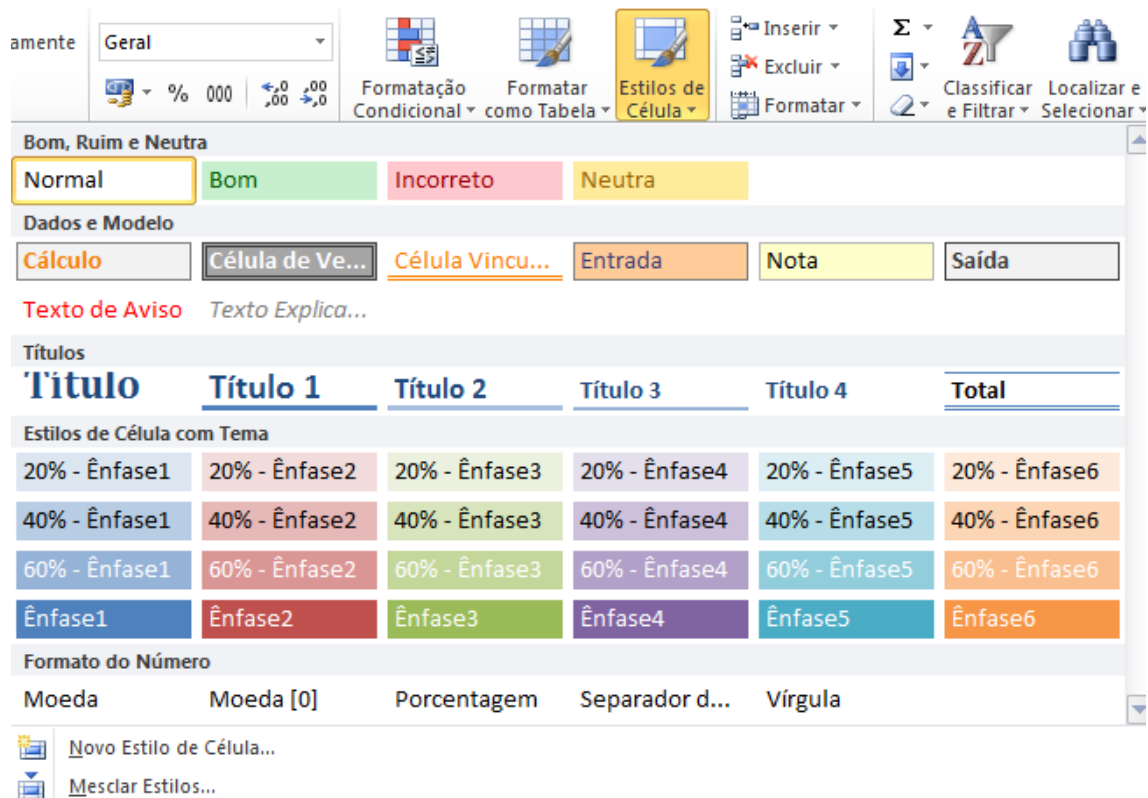 amente
Geral
% 000 ,00 ,00
Formatação Condicional
Formatar como Tabela
Estilos de Célula
Inserir
Excluir
Formatar
Σ
Classificar e Filtrar
Localizar e Selecionar
Bom, Ruim e Neutra
Normal Bom Incorreto Neutra
Dados e Modelo
Cálculo Célula de Ve... Célula Vincu... Entrada Nota Saída
Texto de Aviso Texto Explica...
Títulos
Título Título 1 Título 2 Título 3 Título 4 Total
Estilos de Célula com Tema
20% - Ênfase1 20% - Ênfase2 20% - Ênfase3 20% - Ênfase4 20% - Ênfase5 20% - Ênfase6
40% - Ênfase1 40% - Ênfase2 40% - Ênfase3 40% - Ênfase4 40% - Ênfase5 40% - Ênfase6
60% - Ênfase1 60% - Ênfase2 60% - Ênfase3 60% - Ênfase4 60% - Ênfase5 60% - Ênfase6
Ênfase1 Ênfase2 Ênfase3 Ênfase4 Ênfase5 Ênfase6
Formato do Número
Moeda Moeda [0] Porcentagem Separador d... Vírgula
Novo Estilo de Célula...
Mesclar Estilos...